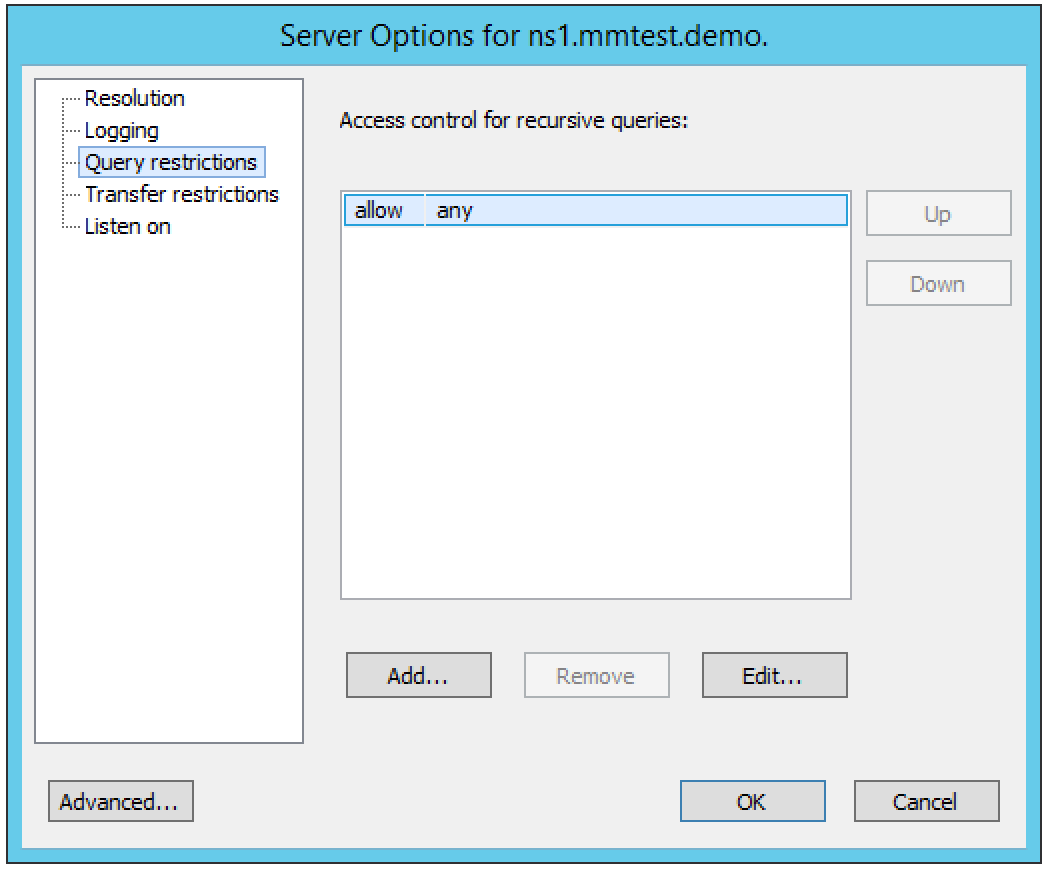 Server Options for ns1.mmtest.demo.
Resolution
Logging
Query restrictions
Transfer restrictions
Listen on
Access control for recursive queries:
allow any
Up
Down
Add...
Remove
Edit...
Advanced...
OK
Cancel